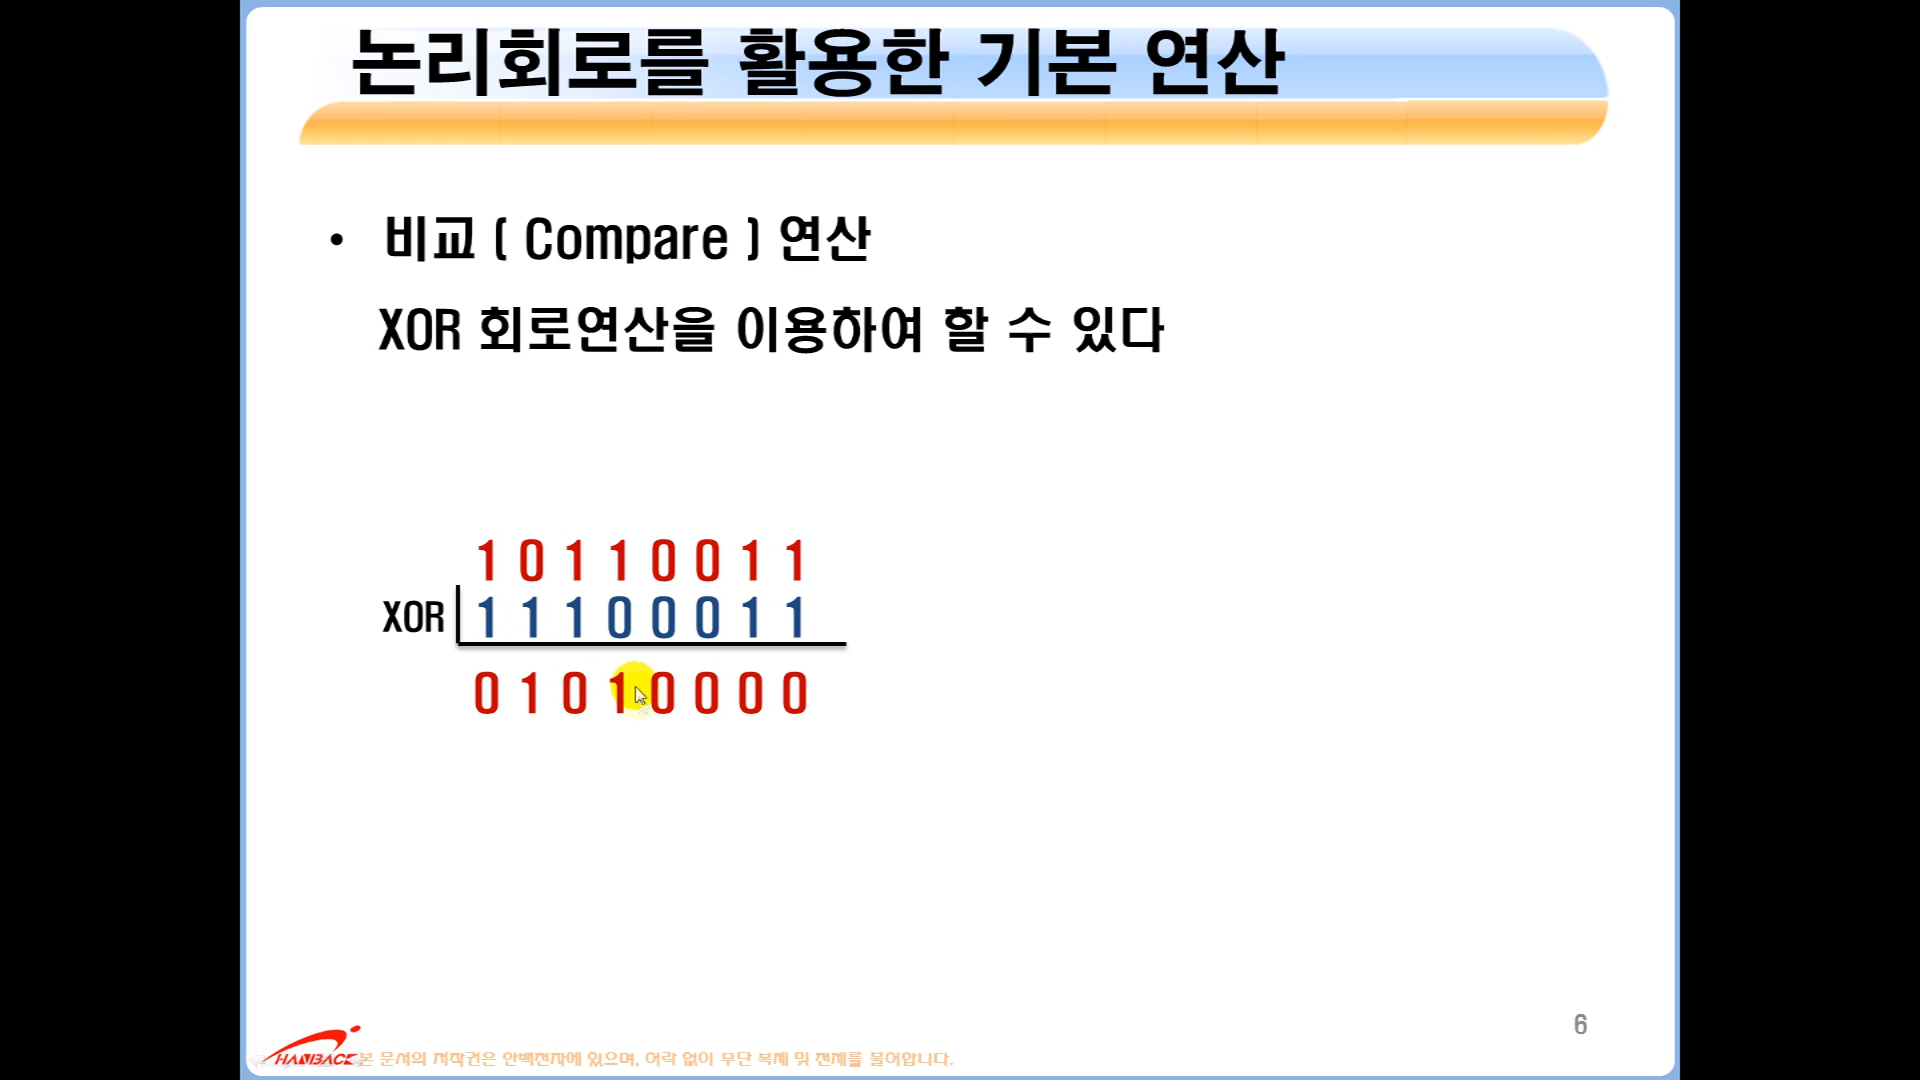 논리회로를 활용한 기본 연산
• 비교 ( Compare ) 연산
XOR 회로연산을 이용하여 할 수 있다
1 0 1 1 0 0 1 1
XOR 1 1 1 0 0 0 1 1
0 1 0 1 0 0 0 0
6
HANBACK 본 문서의 저작권은 한백전자에 있으며, 허락 없이 무단 복제 및 전제를 불허합니다.